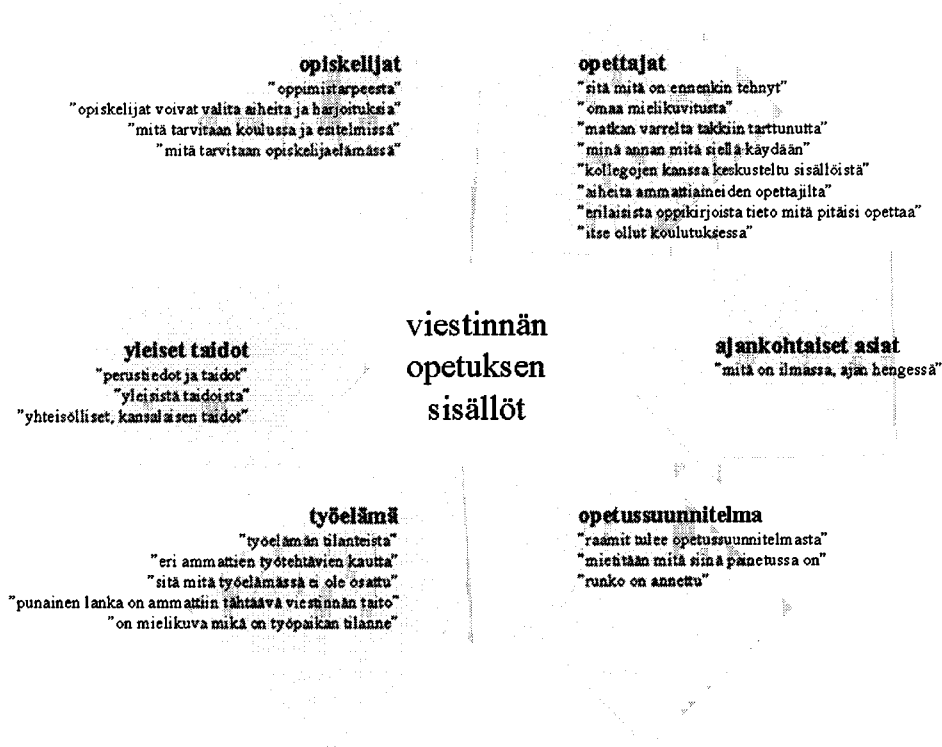 opiskelijat
"oppimistarpeesta"
"opiskelijat voivat valita aiheita ja harjoituksia"
"mitä tarvitaan koulussa ja esitelmissä"
"mitä tarvitaan opiskelijaelämässä"
opettajat
"sitä mitä on ennenkin tehnyt"
"omaa mielikuvitusta"
"matkan varrelta takkiin tarttunutta"
"minä annan mitä siellä käydään"
"kollegojen kanssa keskusteltu sisällöistä"
"aiheita ammattiaineiden opettajilta"
"erilaisista oppikirjoista tieto mitä pitäisi opettaa"
"itse ollut koulutuksessa"
yleiset taidot
"perustiedot ja taidot"
"yleisistä taidoista"
"yhteisölliset, kansalaisen taidot"
viestinnän
opetuksen
sisällöt
ajankohtaiset asiat
"mitä on ilmassa, ajan hengessä"
työelämä
"työelämän tilanteista"
"eri ammattien työtehtävien kautta"
"sitä mitä työelämässä ei ole osattu"
"punainen lanka on ammattiin tähtäävä viestinnän taito"
"on mielikuva mikä on työpaikan tilanne"
opetussuunnitelma
"raamit tulee opetussuunnitelmasta"
"mietitään mitä siinä painetussa on"
"runko on annettu"